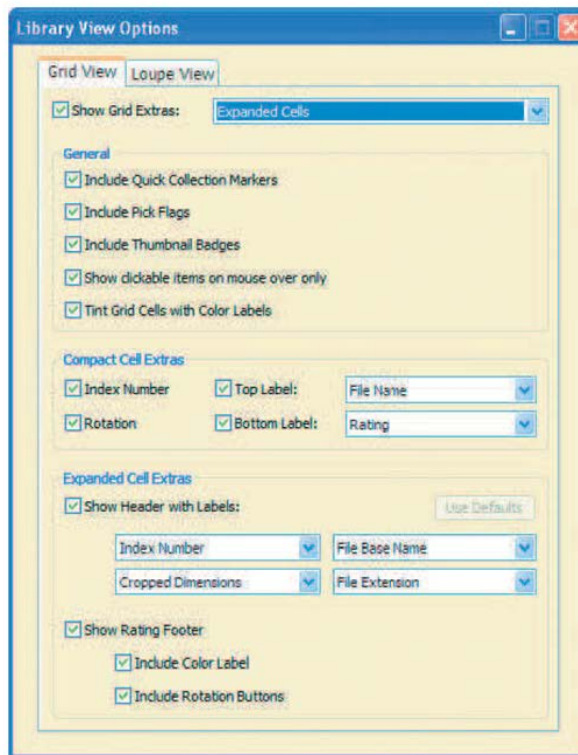 Library View Options
Grid View Loupe View
Show Grid Extras: Expanded Cells
General
Include Quick Collection Markers
Include Pick Flags
Include Thumbnail Badges
Show clickable items on mouse over only
Tint Grid Cells with Color Labels
Compact Cell Extras
Index Number Top Label: File Name
Rotation Bottom Label: Rating
Expanded Cell Extras
Show Header with Labels: Use Defaults
Index Number File Base Name
Cropped Dimensions File Extension
Show Rating Footer
Include Color Label
Include Rotation Buttons